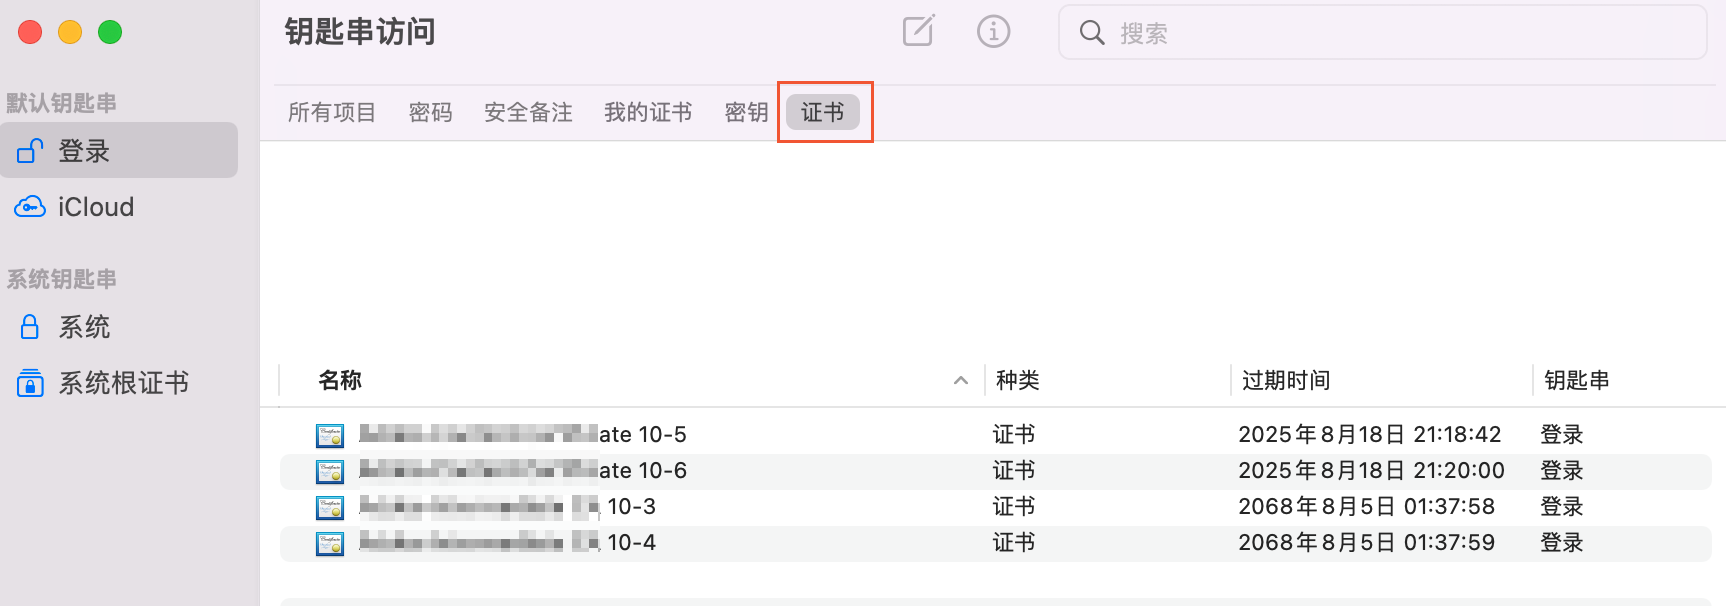 钥匙串访问
搜索
默认钥匙串
登录
iCloud
系统钥匙串
系统
系统根证书
所有项目 密码 安全备注 我的证书 密钥 证书
名称 种类 过期时间 钥匙串
ate 10-5 证书 2025年8月18日 21:18:42 登录
ate 10-6 证书 2025年8月18日 21:20:00 登录
10-3 证书 2068年8月5日 01:37:58 登录
10-4 证书 2068年8月5日 01:37:59 登录